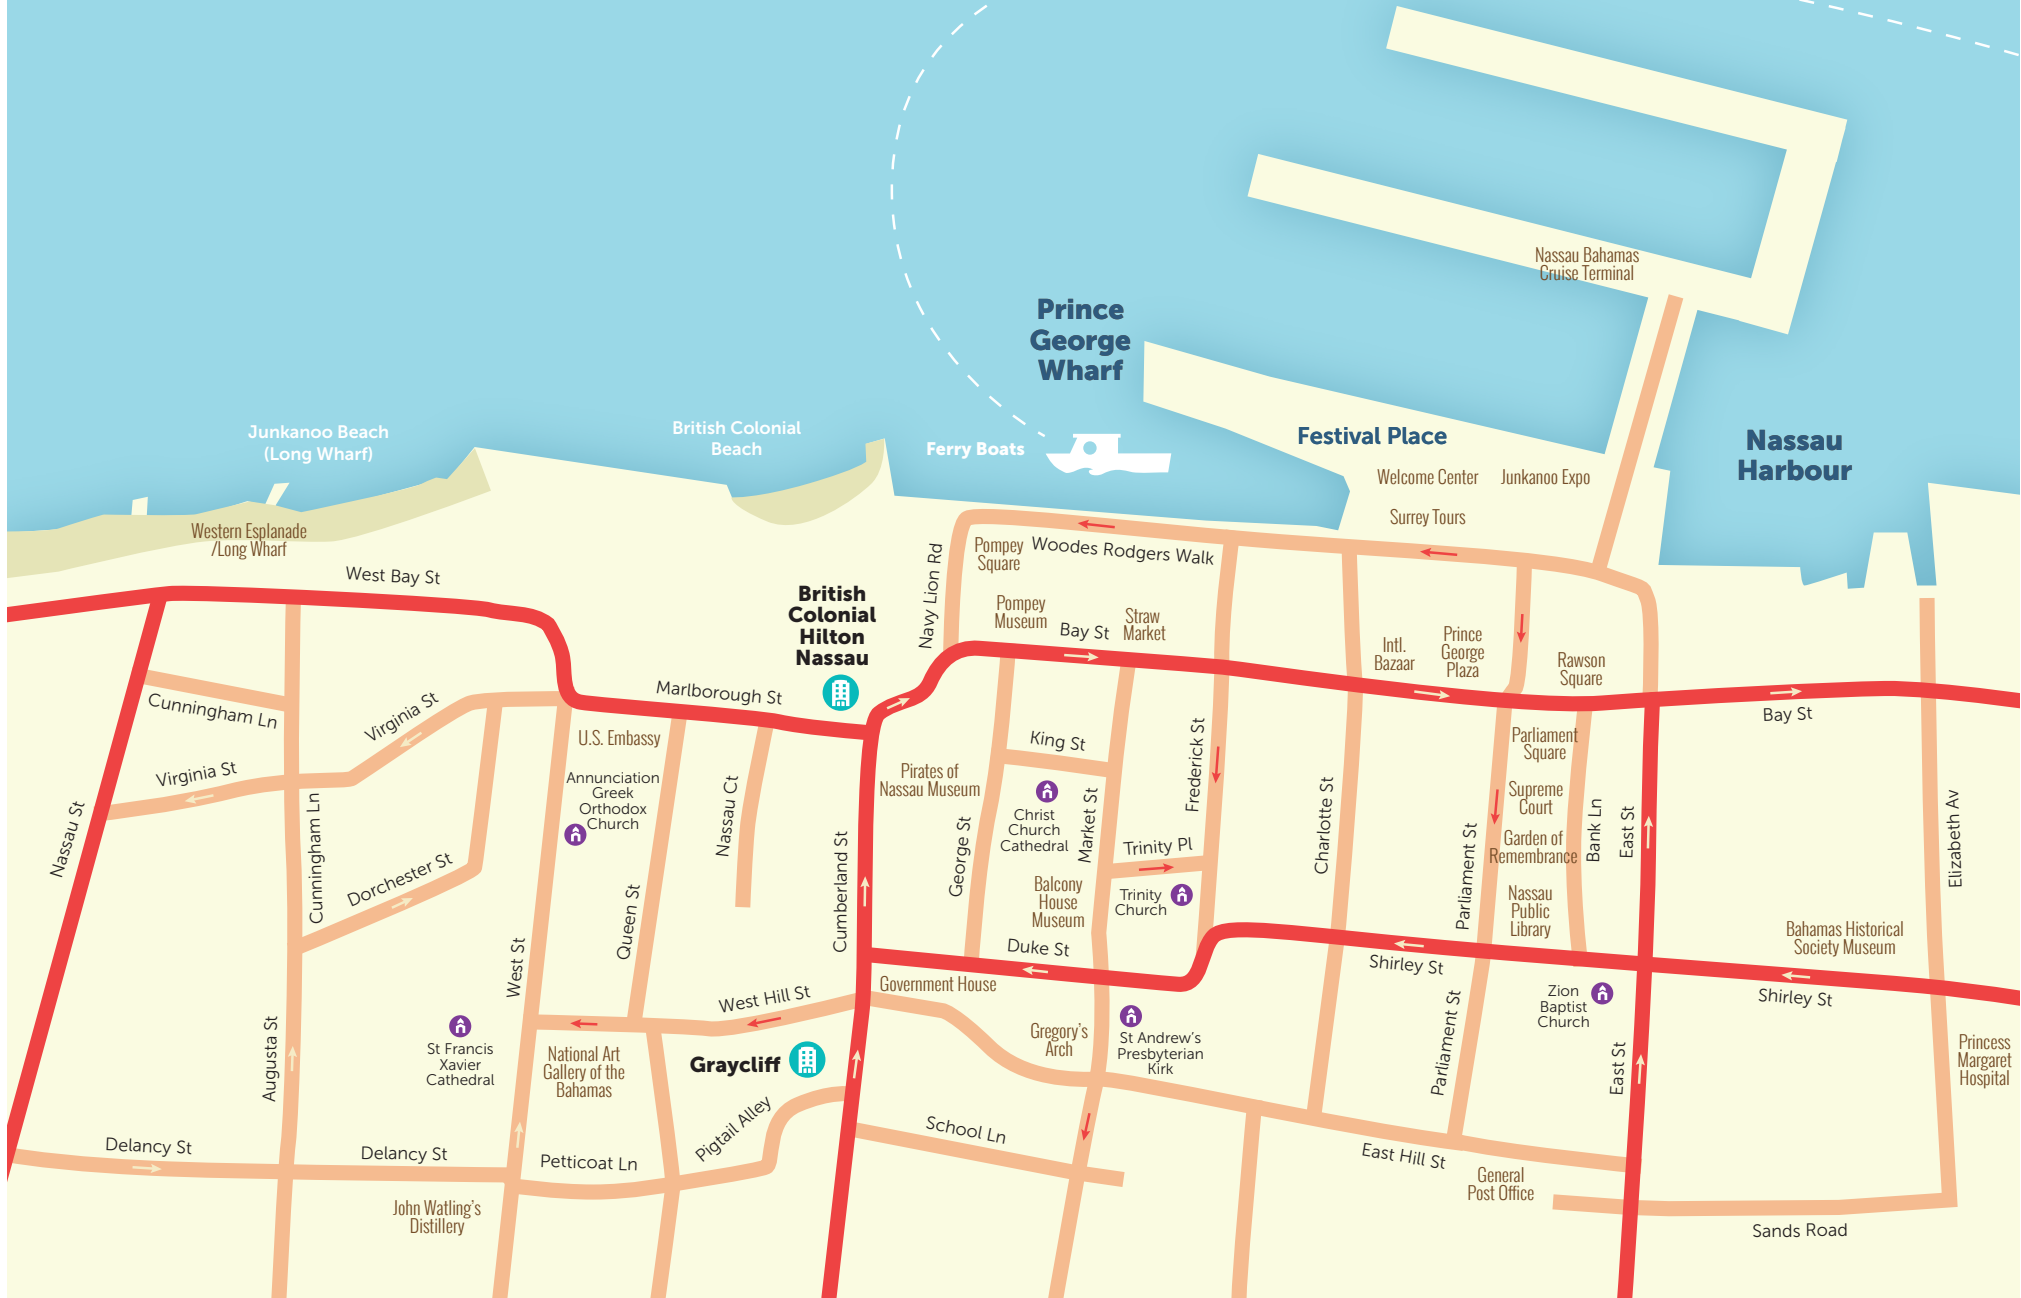 Nassau Bahamas
Cruise Terminal
Prince
George
Wharf
Junkanoo Beach
(Long Wharf)
British Colonial
Beach
Ferry Boats
Festival Place
Nassau
Harbour
Welcome Center
Junkanoo Expo
Surrey Tours
Western Esplanade
/Long Wharf
West Bay St
Navy Lion Rd
Pompey
Square
Woodes Rodgers Walk
British
Colonial
Hilton
Nassau
Pompey
Museum
Bay St
Straw
Market
Intl.
Bazaar
Prince
George
Plaza
Rawson
Square
Cunningham Ln
Virginia St
Marlborough St
Bay St
U.S. Embassy
King St
Parliament
Square
Virginia St
Annunciation
Greek
Orthodox
Church
Nassau Ct
Pirates of
Nassau Museum
Frederick St
Supreme
Court
Nassau St
Cunningham Ln
Christ
Church
Cathedral
Market St
Charlotte St
Garden of
Remembrance
Bank Ln
East St
Elizabeth Av
Dorchester St
Queen St
Cumberland St
George St
Trinity Pl
Balcony
House
Museum
Trinity
Church
Parliament St
Nassau
Public
Library
West St
Duke St
Shirley St
Bahamas Historical
Society Museum
West Hill St
Government House
Zion
Baptist
Church
Shirley St
Augusta St
St Francis
Xavier
Cathedral
National Art
Gallery of the
Bahamas
Graycliff
Gregory's
Arch
St Andrew's
Presbyterian
Kirk
Parliament St
East St
Princess
Margaret
Hospital
Delancy St
Delancy St
Petticoat Ln
Pigtail Alley
School Ln
East Hill St
General
Post Office
John Watling's
Distillery
Sands Road